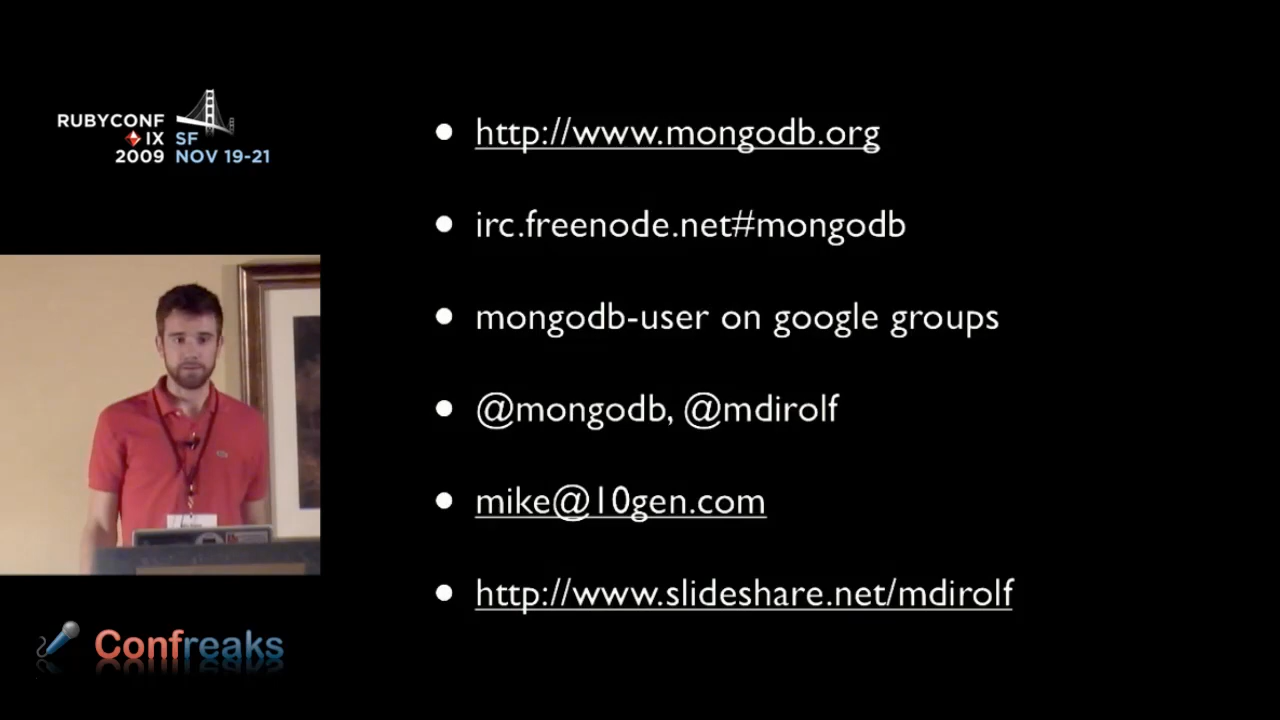 RUBYCONF
IX SF
2009 NOV 19-21
http://www.mongodb.org
irc.freenode.net#mongodb
mongodb-user on google groups
@mongodb, @mdirolf
mike@10gen.com
http://www.slideshare.net/mdirolf
Confreaks